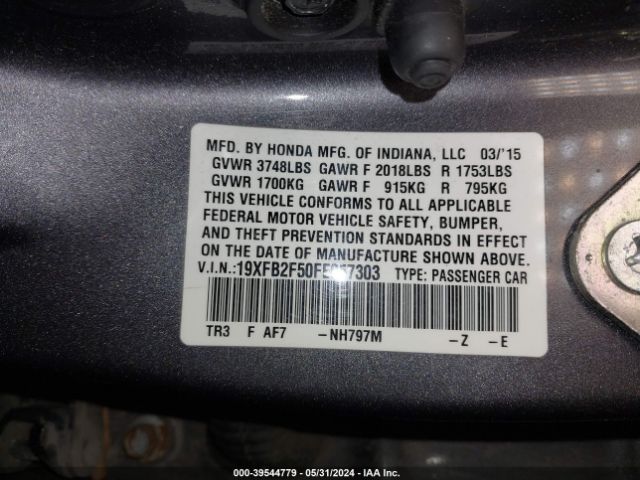 MFD. BY HONDA MFG. OF INDIANA, LLC 03/'15
GVWR 3748LBS GAWR F 2018LBS R 1753LBS
GVWR 1700KG GAWR F 915KG R 795KG
THIS VEHICLE CONFORMS TO ALL APPLICABLE
FEDERAL MOTOR VEHICLE SAFETY, BUMPER,
AND THEFT PREVENTION STANDARDS IN EFFECT
ON THE DATE OF MANUFACTURE SHOWN ABOVE.
V.I.N.: TYPE: PASSENGER CAR
TR3 F AF7 -NH797M -Z -E
000-39544779 - 05/31/2024 - IAA Inc.